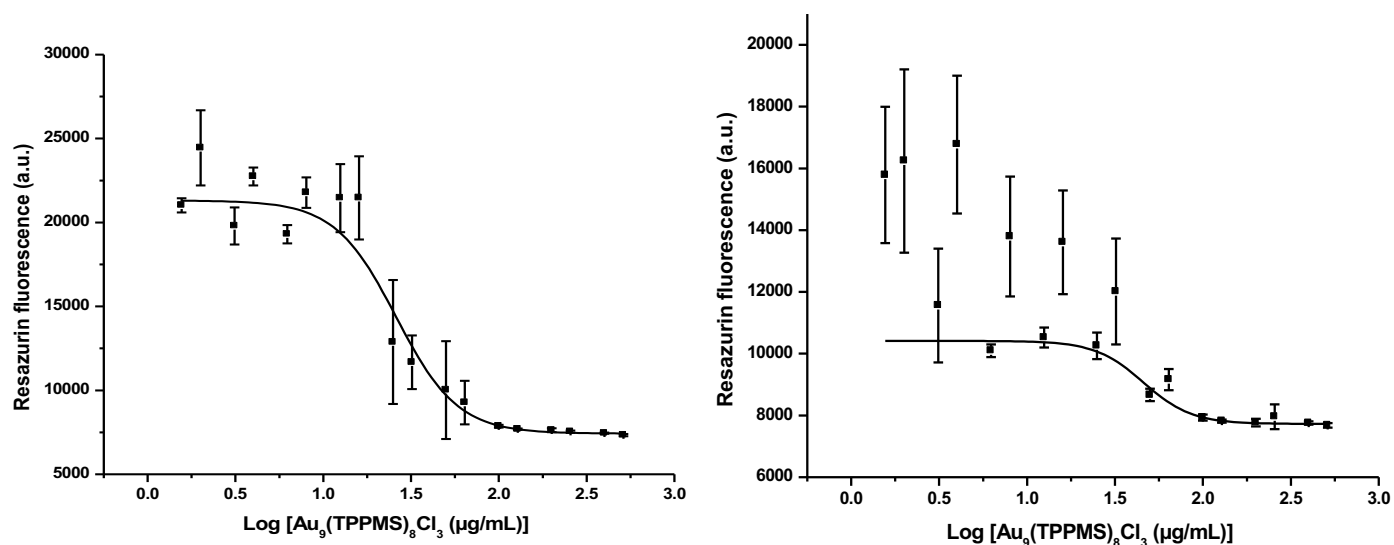 30000
25000
20000
15000
10000
5000
Resazurin fluorescence (a.u.)
0.0 0.5 1.0 1.5 2.0 2.5 3.0
Log [Au₉(TPPMS)₈Cl₃ (µg/mL)]
20000
18000
16000
14000
12000
10000
8000
6000
Resazurin fluorescence (a.u.)
0.0 0.5 1.0 1.5 2.0 2.5 3.0
Log [Au₉(TPPMS)₈Cl₃ (µg/mL)]